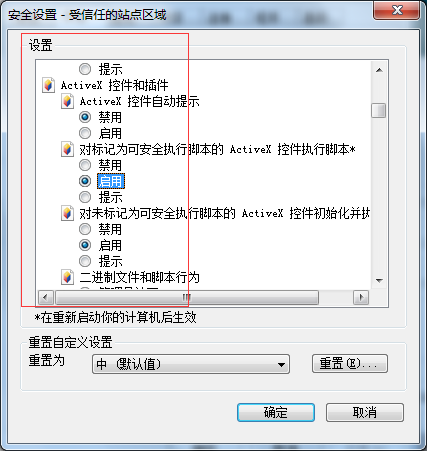 安全设置 - 受信任的站点区域
设置
提示
ActiveX 控件和插件
ActiveX 控件自动提示
禁用
启用
对标记为可安全执行脚本的 ActiveX 控件执行脚本*
禁用
启用
提示
对未标记为可安全执行脚本的 ActiveX 控件初始化并执
禁用
启用
提示
二进制文件和脚本行为
*在重新启动你的计算机后生效
重置自定义设置
重置为
中 (默认值)
重置(E)...
确定
取消